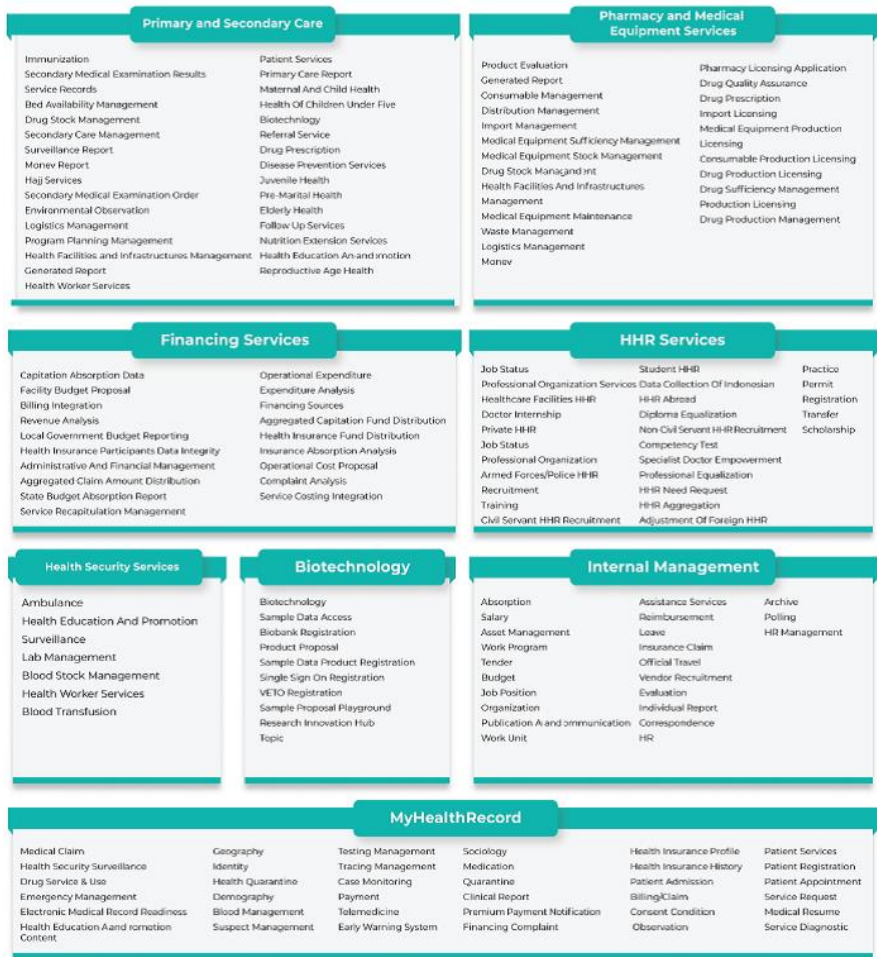 Primary and Secondary Care
Immunization
Secondary Medical Examination Results
Service Records
Bed Availability Management
Drug Stock Management
Secondary Care Management
Surveillance Report
Monev Report
Hajj Services
Secondary Medical Examination Order
Environmental Observation
Logistics Management
Program Planning Management
Health Facilities and Infrastructures Management
Generated Report
Health Worker Services
Patient Services
Primary Care Report
Maternal And Child Health
Health Of Children Under Five
Biotechnlogy
Referral Service
Drug Prescription
Disease Prevention Services
Juvenile Health
Pre-Marital Health
Elderly Health
Follow Up Services
Nutrition Extension Services
Health Education
Reproductive Age Health
Pharmacy and Medical
Equipment Services
Product Evaluation
Generated Report
Consumable Management
Distribution Management
Import Management
Medical Equipment Sufficiency Management
Medical Equipment Stock Management
Drug Stock
Health Facilities And Infrastructures
Management
Medical Equipment Maintenance
Waste Management
Logistics Management
Monev
Pharmacy Licensing Application
Drug Quality Assurance
Drug Prescription
Import Licensing
Medical Equipment Production
Licensing
Consumable Production Licensing
Drug Production Licensing
Drug Sufficiency Management
Production Licensing
Drug Production Management
Financing Services
Capitation Absorption Data
Facility Budget Proposal
Billing Integration
Revenue Analysis
Local Government Budget Reporting
Health Insurance Participants Data Integrity
Administrative And Financial Management
Aggregated Claim Amount Distribution
State Budget Absorption Report
Service Recapitulation Management
Operational Expenditure
Expenditure Analysis
Financing Sources
Aggregated Capitation Fund Distribution
Health Insurance Fund Distribution
Insurance Absorption Analysis
Operational Cost Proposal
Complaint Analysis
Service Costing Integration
HHR Services
Job Status
Professional Organization Services
Healthcare Facilities HHR
Doctor Internship
Private HHR
Job Status
Professional Organization
Armed Forces/Police HHR
Recruitment
Training
Civil Servant HHR Recruitment
Student HHR
Data Collection Of Indonesian
HHR Abroad
Diploma Equalization
Non Civil Servant HHR Recruitment
Competency Test
Specialist Doctor Empowerment
Professional Equalization
HHR Need Request
HHR Aggregation
Adjustment Of Foreign HHR
Practice
Permit
Registration
Transfer
Scholarship
Health Security Services
Ambulance
Health Education And Promotion
Surveillance
Lab Management
Blood Stock Management
Health Worker Services
Blood Transfusion
Biotechnology
Biotechnology
Sample Data Access
Biobank Registration
Product Proposal
Sample Data Product Registration
Single Sign On Registration
VETO Registration
Sample Proposal Playground
Research Innovation Hub
Topic
Internal Management
Absorption
Salary
Asset Management
Work Program
Tender
Budget
Job Position
Organization
Publication
Work Unit
Assistance Services
Reimbursement
Leave
Insurance Claim
Official Travel
Vendor Recruitment
Evaluation
Individual Report
Correspondence
HR
Archive
Polling
HR Management
MyHealthRecord
Medical Claim
Health Security Surveillance
Drug Service & Use
Emergency Management
Electronic Medical Record Readiness
Health Education
Content
Geography
Identity
Health Quarantine
Demography
Blood Management
Suspect Management
Testing Management
Tracing Management
Case Monitoring
Payment
Telemedicine
Early Warning System
Sociology
Medication
Quarantine
Clinical Report
Premium Payment Notification
Financing Complaint
Health Insurance Profile
Health Insurance History
Patient Admission
Billing/Claim
Consent Condition
Observation
Patient Services
Patient Registration
Patient Appointment
Service Request
Medical Resume
Service Diagnostic